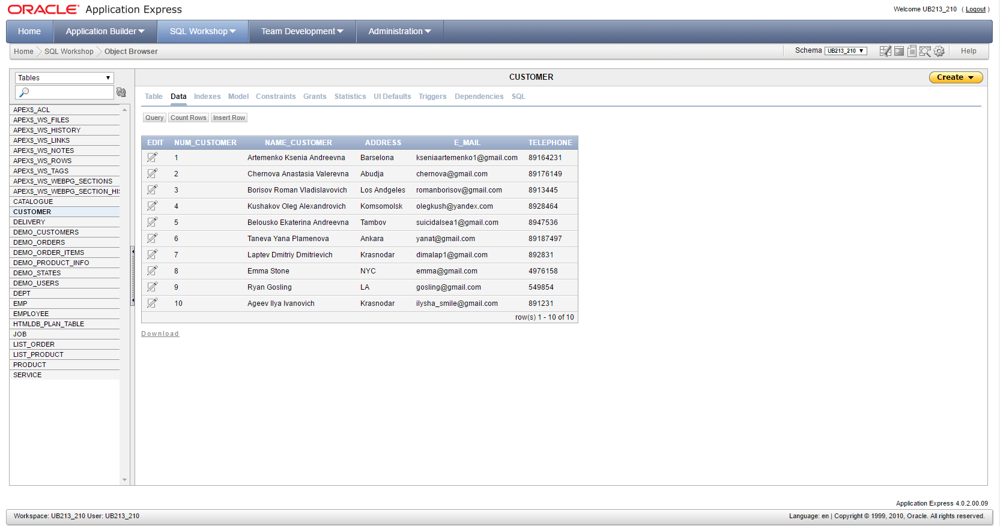 ORACLE Application Express
Welcome UB213_210 ( Logout )
Home Application Builder SQL Workshop Team Development Administration
Home SQL Workshop Object Browser Schema UB213_210 Help
Tables
CUSTOMER
Create
Table Data Indexes Model Constraints Grants Statistics UI Defaults Triggers Dependencies SQL
Query Count Rows Insert Row
APEX$_ACL
APEX$_WS_FILES
APEX$_WS_HISTORY
APEX$_WS_LINKS
APEX$_WS_NOTES
APEX$_WS_ROWS
APEX$_WS_TAGS
APEX$_WS_WEBPG_SECTIONS
APEX$_WS_WEBPG_SECTION_HI
CATALOGUE
CUSTOMER
DELIVERY
DEMO_CUSTOMERS
DEMO_ORDERS
DEMO_ORDER_ITEMS
DEMO_PRODUCT_INFO
DEMO_STATES
DEMO_USERS
DEPT
EMP
EMPLOYEE
HTMLDB_PLAN_TABLE
JOB
LIST_ORDER
LIST_PRODUCT
PRODUCT
SERVICE
EDIT NUM_CUSTOMER NAME_CUSTOMER ADDRESS E_MAIL TELEPHONE
1 Artemenko Ksenia Andreevna Barselona kseniaartemenko1@gmail.com 89164231
2 Chernova Anastasia Valerevna Abudja chernova@gmail.com 89176149
3 Borisov Roman Vladislavovich Los Andgeles romanborisov@gmail.com 8913445
4 Kushakov Oleg Alexandrovich Komsomolsk olegkush@yandex.com 8928464
5 Belousko Ekaterina Andreevna Tambov suicidalsea1@gmail.com 8947536
6 Taneva Yana Plamenova Ankara yanat@gmail.com 89187497
7 Laptev Dmitriy Dmitrievich Krasnodar dimalap1@gmail.com 892831
8 Emma Stone NYC emma@gmail.com 4976158
9 Ryan Gosling LA gosling@gmail.com 549854
10 Ageev Ilya Ivanovich Krasnodar ilysha_smile@gmail.com 891231
row(s) 1 - 10 of 10
Download
Application Express 4.0.2.00.09
Workspace: UB213_210 User: UB213_210
Language: en | Copyright © 1999, 2010, Oracle. All rights reserved.